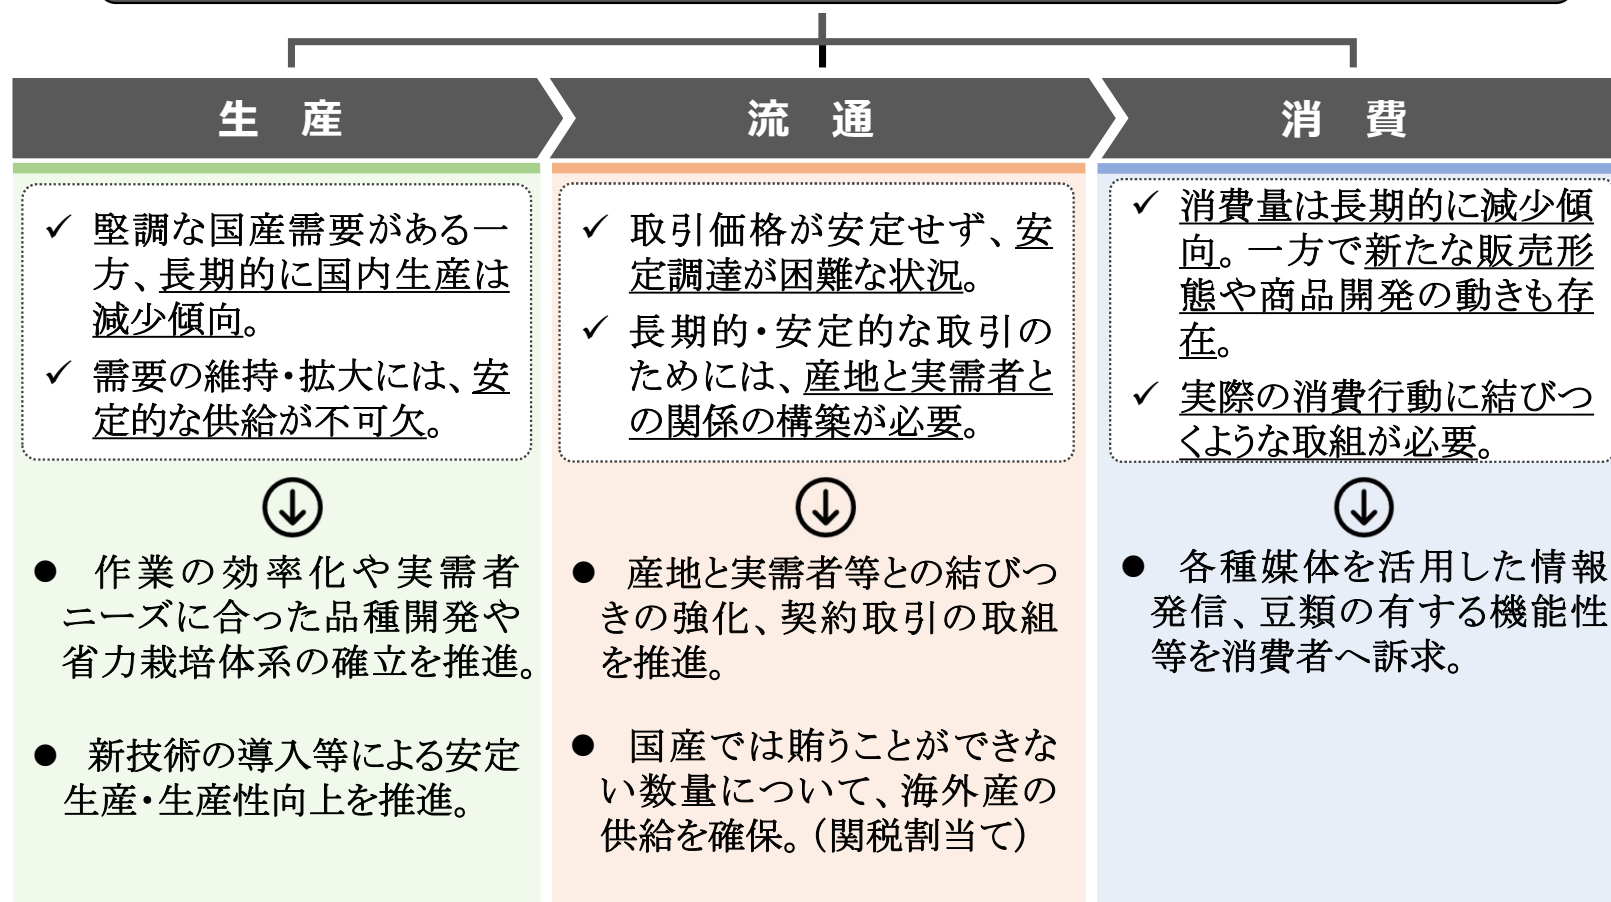 生 産
✓ 堅調な国産需要がある一
方、長期的に国内生産は
減少傾向。
✓ 需要の維持・拡大には、安
定的な供給が不可欠。
● 作業の効率化や実需者
ニーズに合った品種開発や
省力栽培体系の確立を推進。
● 新技術の導入等による安定
生産・生産性向上を推進。
流 通
✓ 取引価格が安定せず、安
定調達が困難な状況。
✓ 長期的・安定的な取引の
ためには、産地と実需者と
の関係の構築が必要。
● 産地と実需者等との結びつ
きの強化、契約取引の取組
を推進。
● 国産では賄うことができな
い数量について、海外産の
供給を確保。（関税割当て）
消 費
✓ 消費量は長期的に減少傾
向。一方で新たな販売形
態や商品開発の動きも存
在。
✓ 実際の消費行動に結びつ
くような取組が必要。
● 各種媒体を活用した情報
発信、豆類の有する機能性
等を消費者へ訴求。